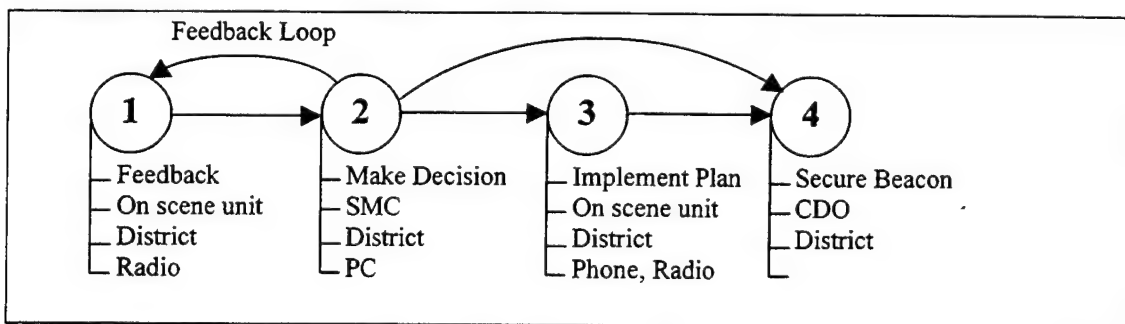 Feedback Loop
1
2
3
4
Feedback
On scene unit
District
Radio
Make Decision
SMC
District
PC
Implement Plan
On scene unit
District
Phone, Radio
Secure Beacon
CDO
District